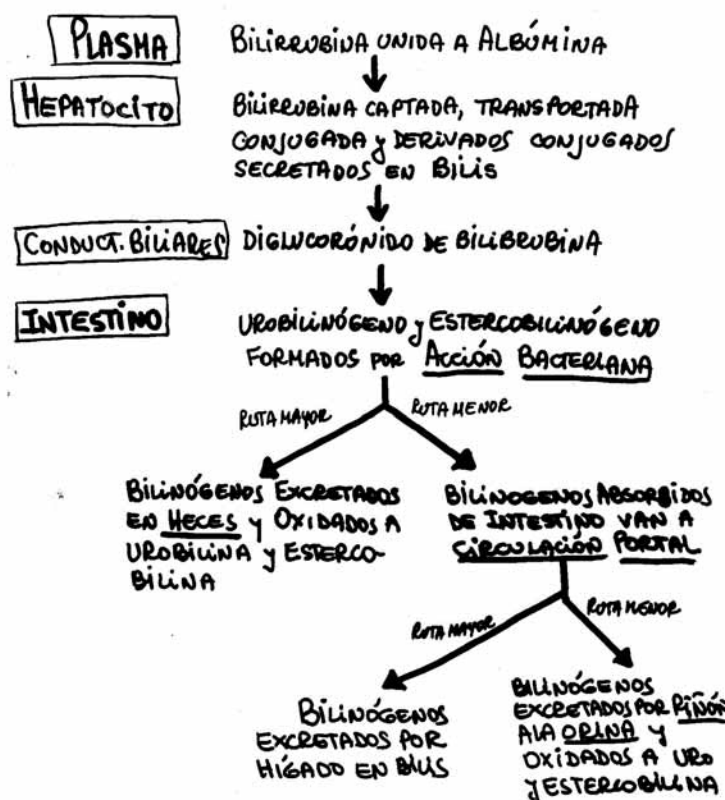 PLASMA
BILIRRUBINA UNIDA A ALBÚMINA
HEPATOCITO
BILIRRUBINA CAPTADA, TRANSPORTADA
CONJUGADA y DERIVADOS CONJUGADOS
SECRETADOS EN BILIS
CONDUCT. BILIARES
DIGLUCORÓNIDO DE BILIBRUBINA
INTESTINO
UROBILINÓGENO y ESTERCOBILINÓGENO
FORMADOS POR ACCIÓN BACTERIANA
RUTA MAYOR
RUTA MENOR
BILINÓGENOS EXCRETADOS
EN HECES y OXIDADOS A
UROBILINA y ESTERCO-
BILINA
BILINOGENOS ABSORBIDOS
DE INTESTINO VAN A
CIRCULACIÓN PORTAL
RUTA MAYOR
RUTA MENOR
BILINÓGENOS
EXCRETADOS POR
HÍGADO EN BILIS
BILINÓGENOS
EXCRETADOS POR RIÑÓN
A LA ORINA y
OXIDADOS A URO
y ESTERCOBILINA